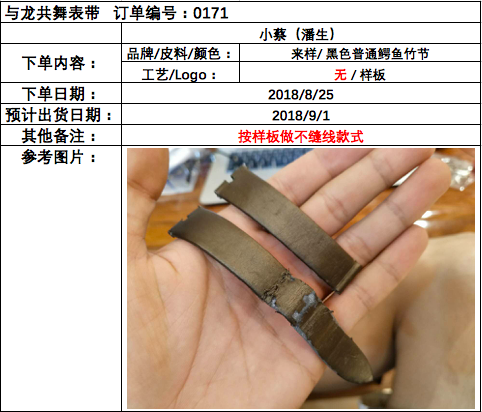 与龙共舞表带 订单编号：0171
小蔡（潘生）
下单内容：
品牌/皮料/颜色： 来样/ 黑色普通鳄鱼竹节
工艺/Logo： 无 / 样板
下单日期： 2018/8/25
预计出货日期： 2018/9/1
其他备注： 按样板做不缝线款式
参考图片：